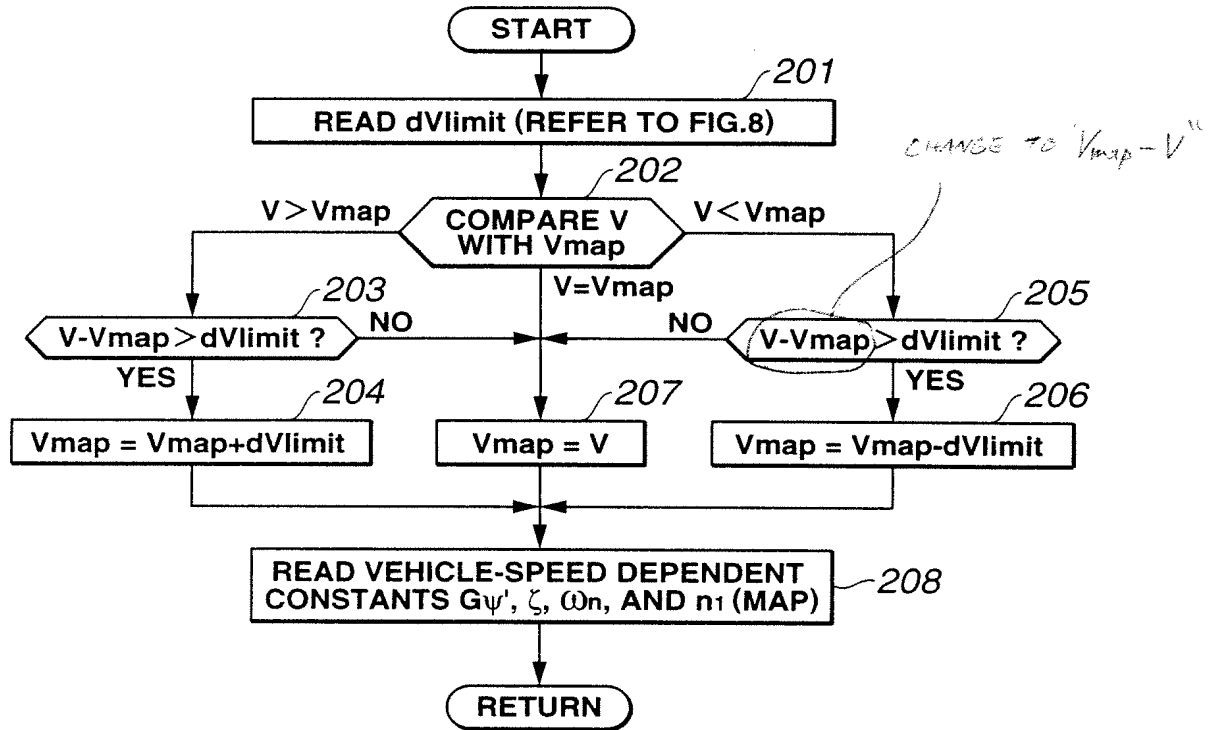 START
201
READ dVlimit (REFER TO FIG.8)
CHANGE TO "Vmap-V"
202
V>Vmap
COMPARE V
WITH Vmap
V<Vmap
V=Vmap
203
205
V-Vmap>dVlimit ?
NO
NO
V-Vmap>dVlimit ?
YES
YES
204
207
206
Vmap = Vmap+dVlimit
Vmap = V
Vmap = Vmap-dVlimit
READ VEHICLE-SPEED DEPENDENT
CONSTANTS Gψ', ζ, ωn, AND n1 (MAP)
208
RETURN